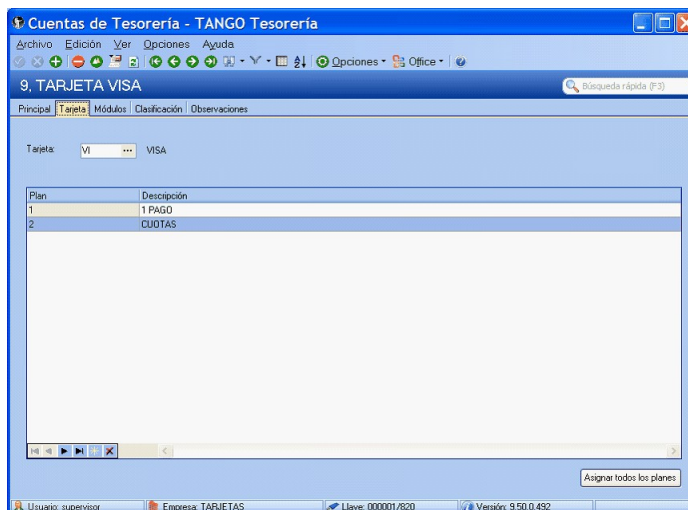 Cuentas de Tesorería - TANGO Tesorería
Archivo Edición Ver Opciones Ayuda
Opciones Office
9, TARJETA VISA
Búsqueda rápida (F3)
Principal Tarjeta Módulos Clasificación Observaciones
Tarjeta: VI ... VISA
Plan Descripción
1 1 PAGO
2 CUOTAS
Asignar todos los planes
Usuario: supervisor Empresa: TARJETAS Llave: 000001/820 Versión: 9.50.0.492